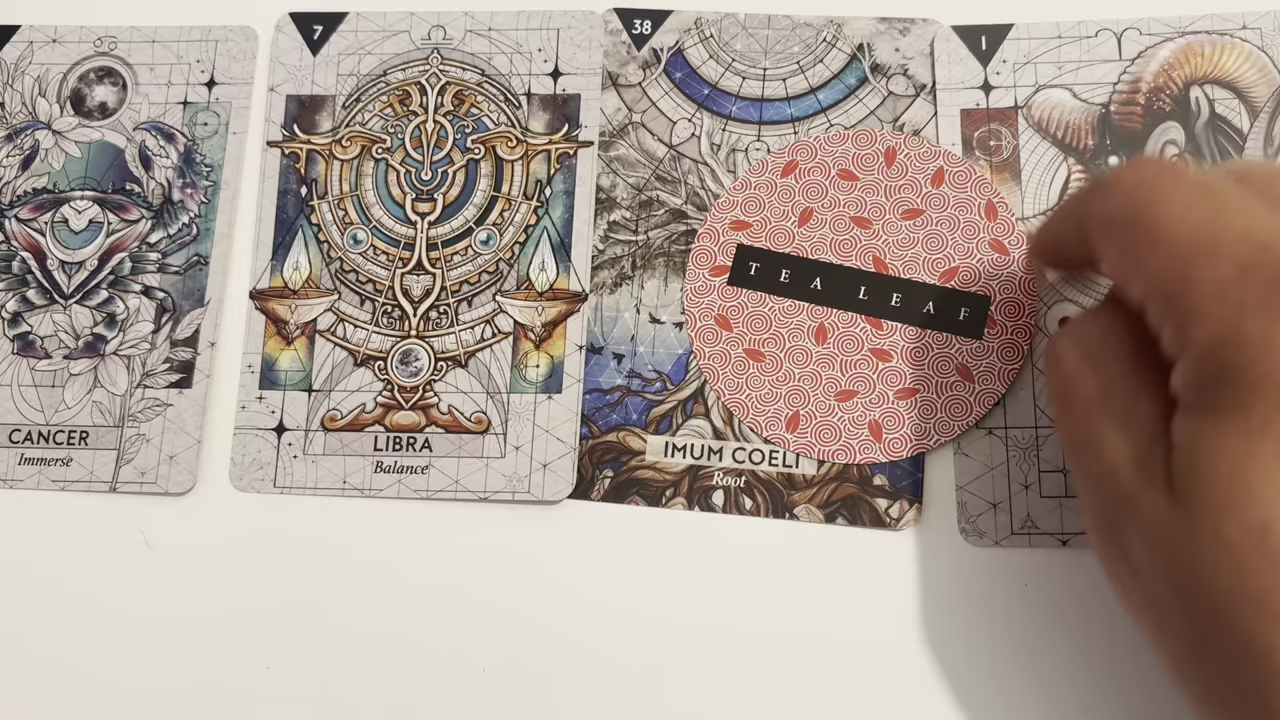 CANCER
Immerse
7
LIBRA
Balance
38
IMUM COELI
Root
TEA LEAF
1